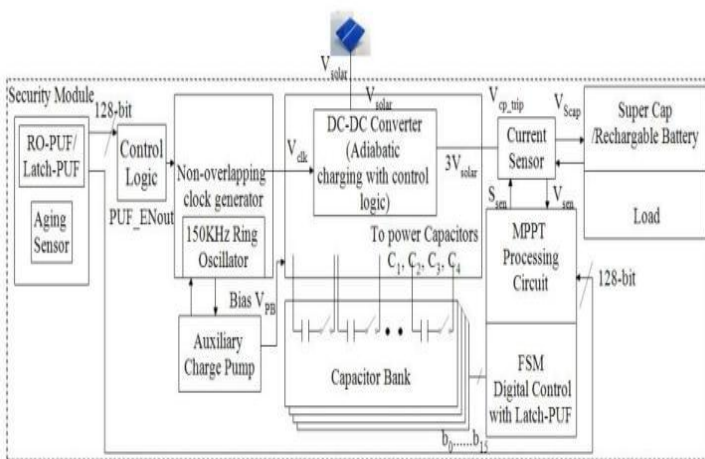 V_solar
Security Module
128-bit
RO-PUF/
Latch-PUF
Aging
Sensor
Control
Logic
PUF_ENout
Non-overlapping
clock generator
150KHz Ring
Oscillator
Bias V_PB
Auxiliary
Charge Pump
V_solar
V_clk
DC-DC Converter
(Adiabatic
charging with control
logic)
3V_solar
To power Capacitors
C_1, C_2, C_3, C_4
Capacitor Bank
b_0......b_15
V_cp_trip
Current
Sensor
V_Scap
Super Cap
/Rechargable Battery
Load
S_sen
V_sen
MPPT
Processing
Circuit
128-bit
FSM
Digital Control
with Latch-PUF